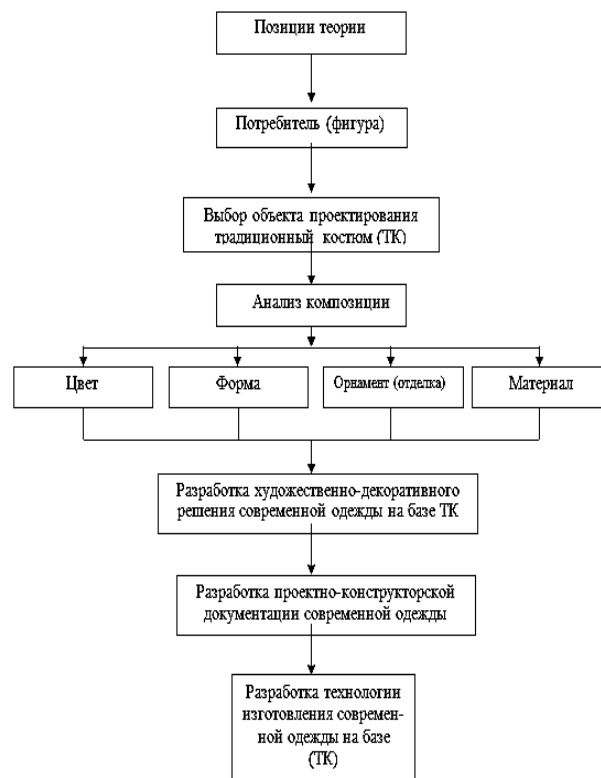 Позиции теории
Потребитель (фигура)
Выбор объекта проектирования
традиционный костюм (ТК)
Анализ композиции
Цвет
Форма
Орнамент (отделка)
Материал
Разработка художественно-декоративного
решения современной одежды на базе ТК
Разработка проектно-конструкторской
документации современной одежды
Разработка технологии
изготовления современ-
ной одежды на базе
(ТК)